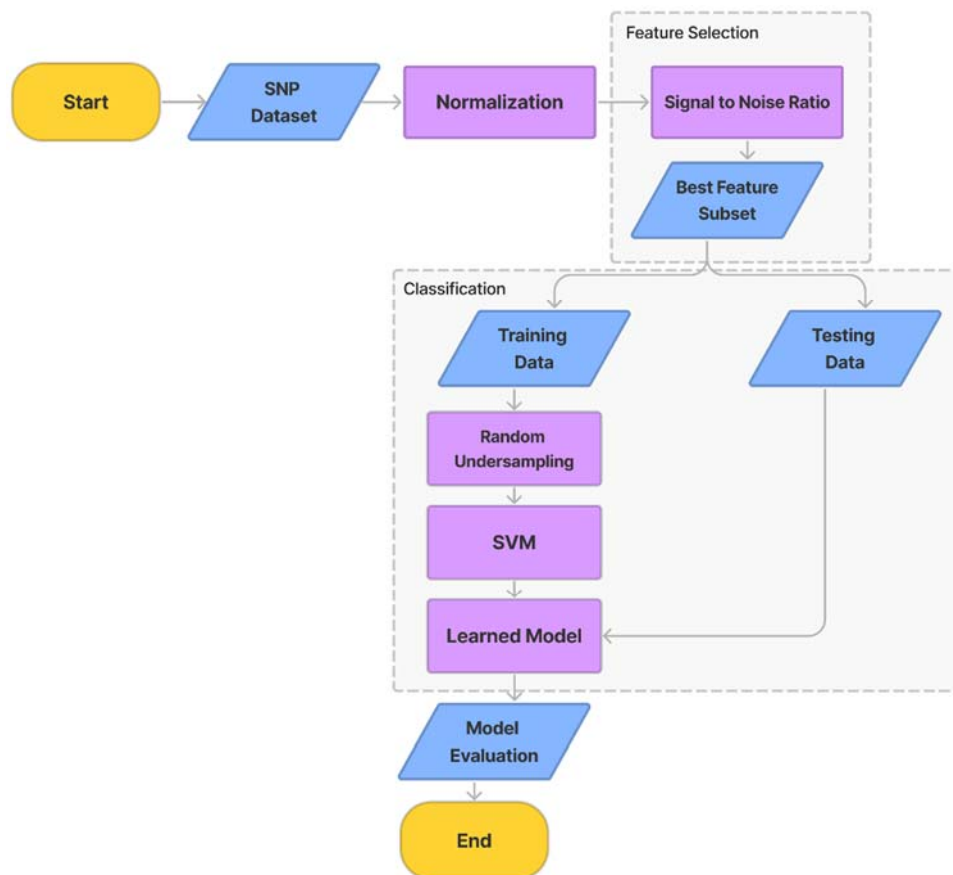 Feature Selection
Start
SNP
Dataset
Normalization
Signal to Noise Ratio
Best Feature
Subset
Classification
Training
Data
Testing
Data
Random
Undersampling
SVM
Learned Model
Model
Evaluation
End